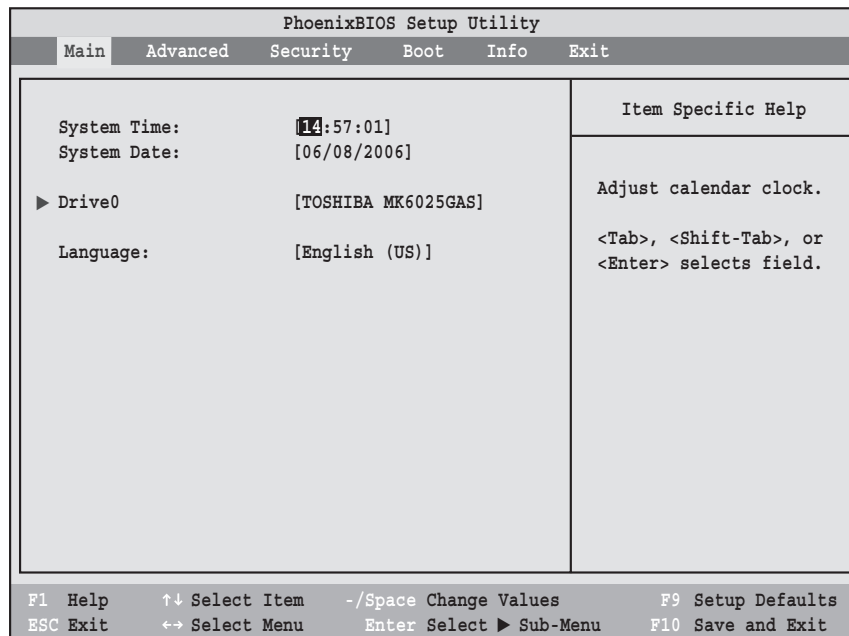 PhoenixBIOS Setup Utility
Main Advanced Security Boot Info Exit
System Time: [14:57:01]
System Date: [06/08/2006]
▶ Drive0 [TOSHIBA MK6025GAS]
Language: [English (US)]
Item Specific Help
Adjust calendar clock.
<Tab>, <Shift-Tab>, or
<Enter> selects field.
F1 Help ↑↓ Select Item -/Space Change Values F9 Setup Defaults
ESC Exit ←→ Select Menu Enter Select ▶ Sub-Menu F10 Save and Exit